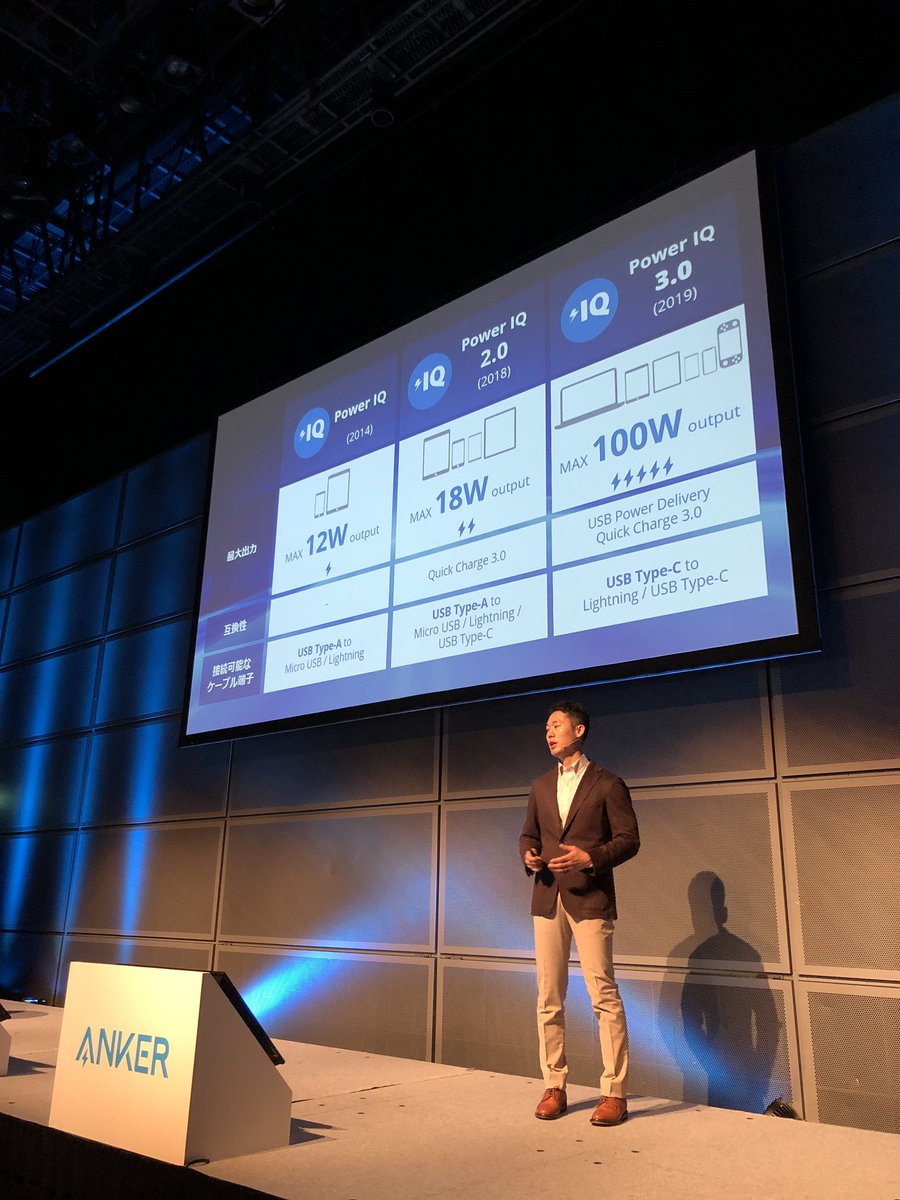 IQ
Power IQ
(2014)
IQ
Power IQ
2.0
(2018)
IQ
Power IQ
3.0
(2019)
最大出力
MAX 12W output
MAX 18W output
MAX 100W output
互換性
Quick Charge 3.0
USB Power Delivery
Quick Charge 3.0
接続可能な
ケーブル端子
USB Type-A to
Micro USB / Lightning
USB Type-A to
Micro USB / Lightning /
USB Type-C
USB Type-C to
Lightning / USB Type-C
ANKER